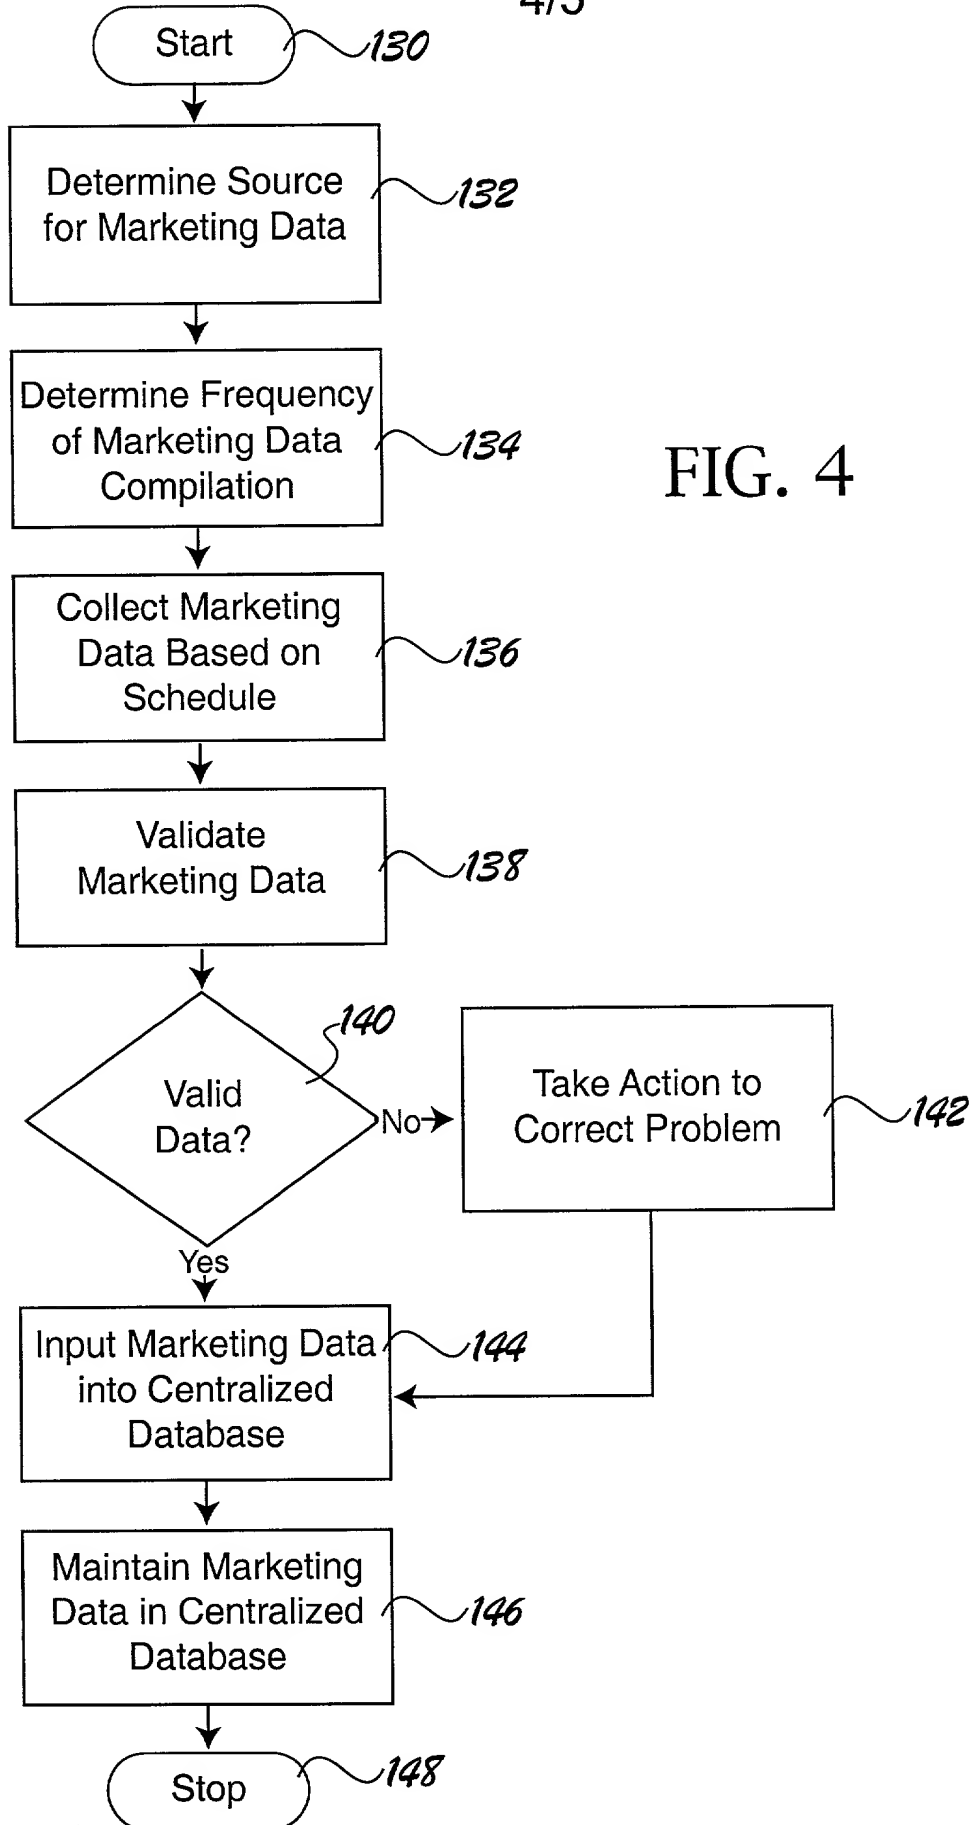 4/5
Start
130
Determine Source
for Marketing Data
132
Determine Frequency
of Marketing Data
Compilation
134
FIG. 4
Collect Marketing
Data Based on
Schedule
136
Validate
Marketing Data
138
140
Valid
Data?
No
Take Action to
Correct Problem
142
Yes
Input Marketing Data
into Centralized
Database
144
Maintain Marketing
Data in Centralized
Database
146
Stop
148